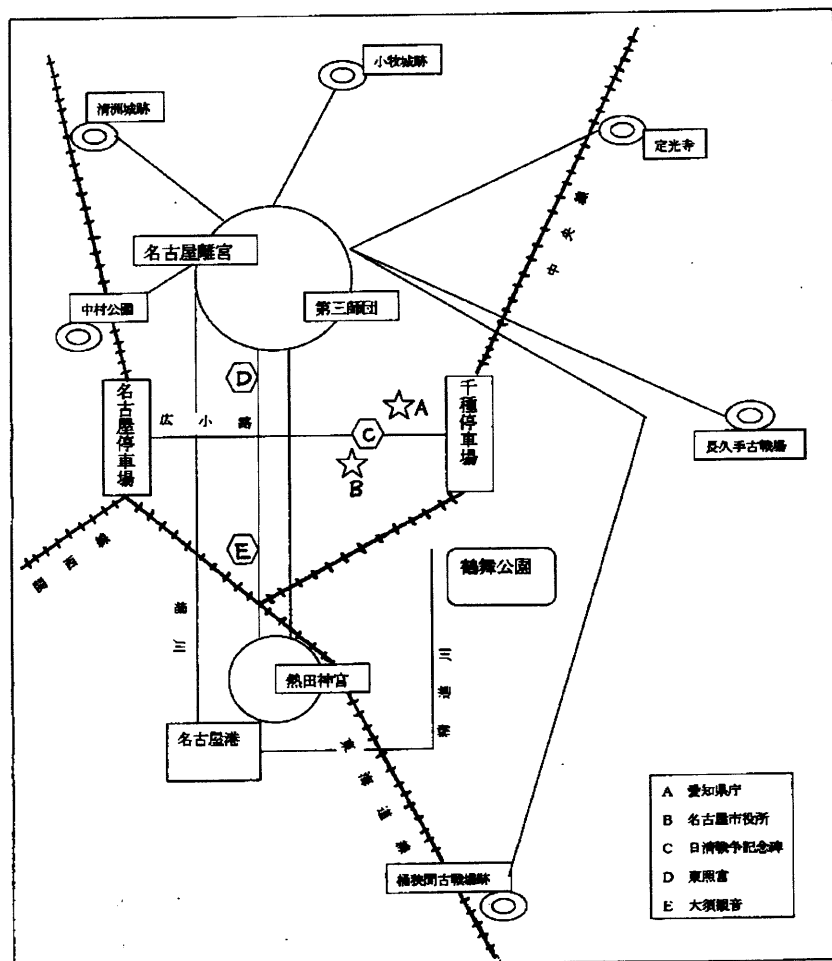 小牧城跡
清洲城跡
定光寺
中央線
名古屋離宮
第三師団
中村公園
D
名古屋停車場
広小路
A
C
B
千種停車場
長久手古戦場
関西線
E
鶴舞公園
堀川
熱田神宮
名古屋港
東海道線
桶狭間古戦場跡
A 愛知県庁
B 名古屋市役所
C 日清戦争記念碑
D 東照宮
E 大須観音